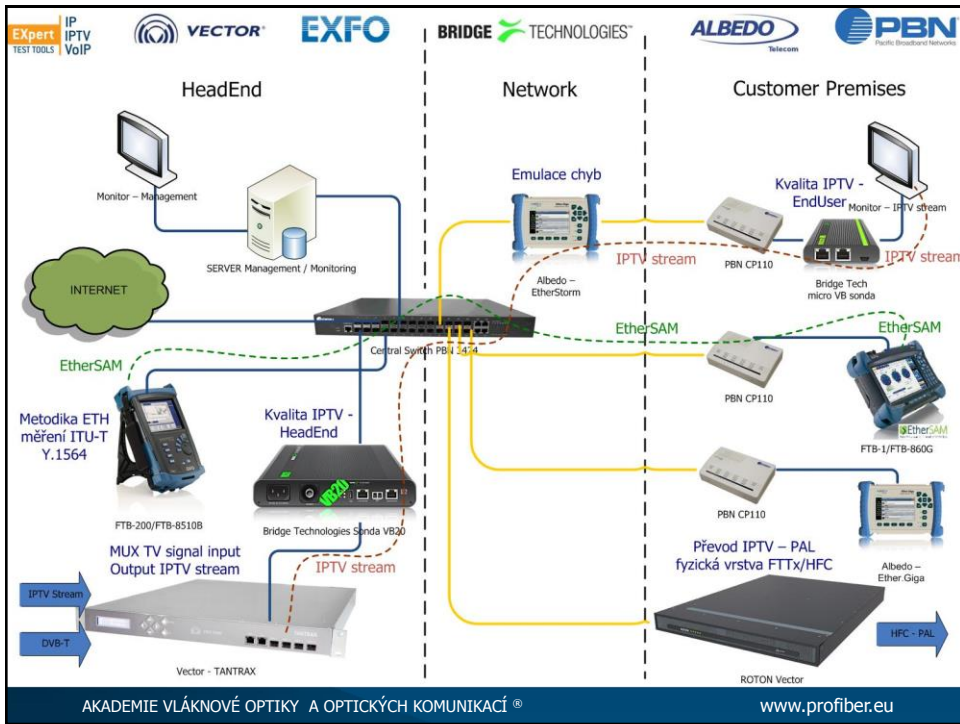 EXpert
TEST TOOLS
IP
IPTV
VoIP
VECTOR®
EXFO
BRIDGE TECHNOLOGIES™
ALBEDO
Telecom
PBN
Pacific Broadband Networks
HeadEnd
Network
Customer Premises
Monitor – Management
SERVER Management / Monitoring
INTERNET
Emulace chyb
Albedo –
EtherStorm
IPTV stream
Kvalita IPTV -
EndUser
Monitor – IPTV stream
PBN CP110
Bridge Tech
micro VB sonda
IPTV stream
Central Switch PBN
EtherSAM
EtherSAM
EtherSAM
PBN CP110
EtherSAM
FTB-1/FTB-860G
Metodika ETH
měření ITU-T
Y.1564
FTB-200/FTB-8510B
Kvalita IPTV -
HeadEnd
VB20
Bridge Technologies Sonda VB20
PBN CP110
Albedo –
Ether.Giga
MUX TV signal input
Output IPTV stream
IPTV stream
IPTV Stream
DVB-T
TANTRAX
Vector - TANTRAX
Převod IPTV – PAL
fyzická vrstva FTTx/HFC
HFC - PAL
ROTON Vector
AKADEMIE VLÁKNOVÉ OPTIKY A OPTICKÝCH KOMUNIKACÍ ®
www.profiber.eu